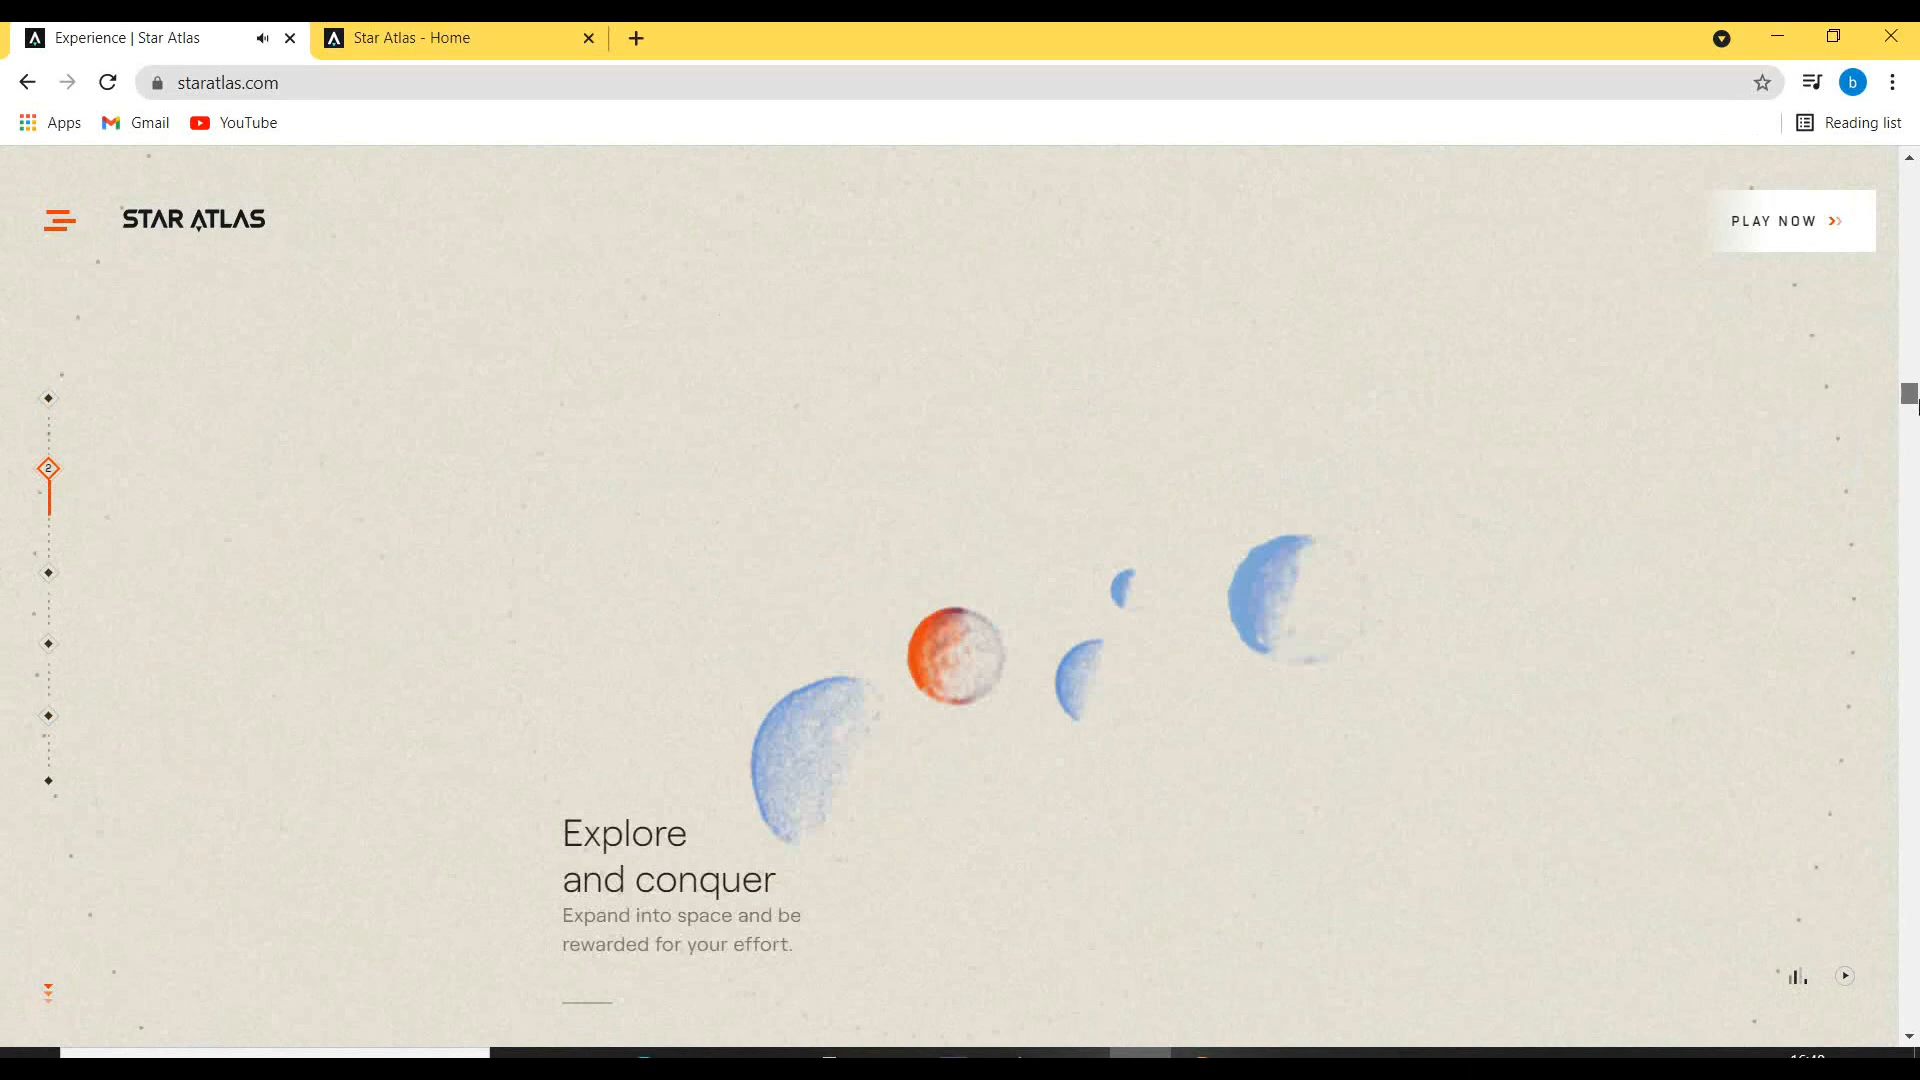 Experience | Star Atlas
Star Atlas - Home
staratlas.com
b
Apps
Gmail
YouTube
Reading list
STAR ATLAS
PLAY NOW
2
Explore
and conquer
Expand into space and be
rewarded for your effort.